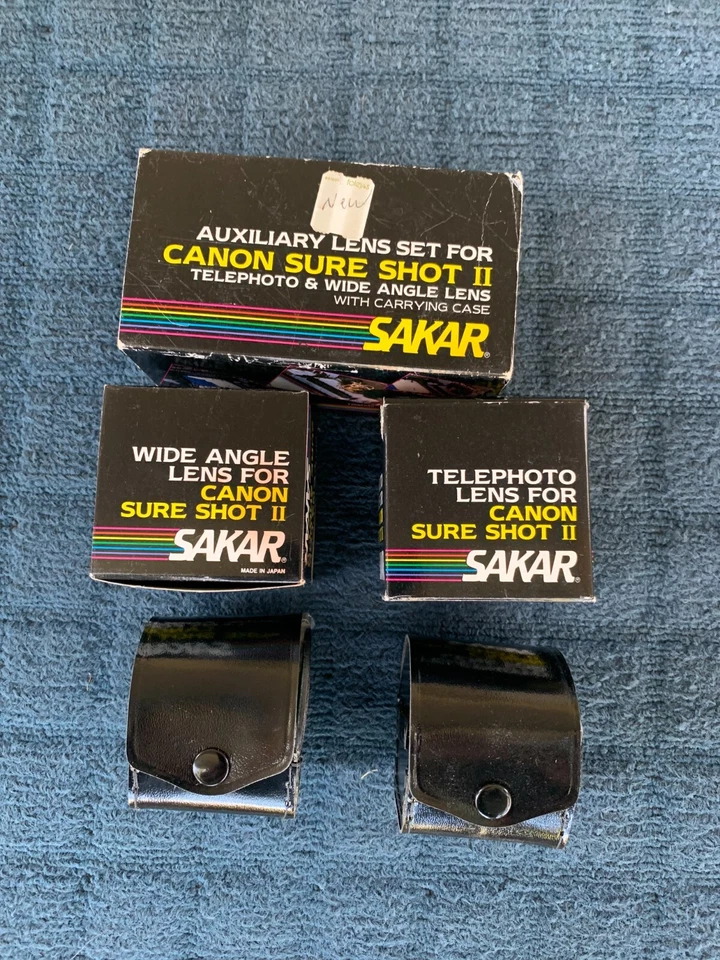 New
AUXILIARY LENS SET FOR
CANON SURE SHOT II
TELEPHOTO & WIDE ANGLE LENS
WITH CARRYING CASE
SAKAR®
WIDE ANGLE
LENS FOR
CANON
SURE SHOT II
SAKAR®
MADE IN JAPAN
TELEPHOTO
LENS FOR
CANON
SURE SHOT II
SAKAR®